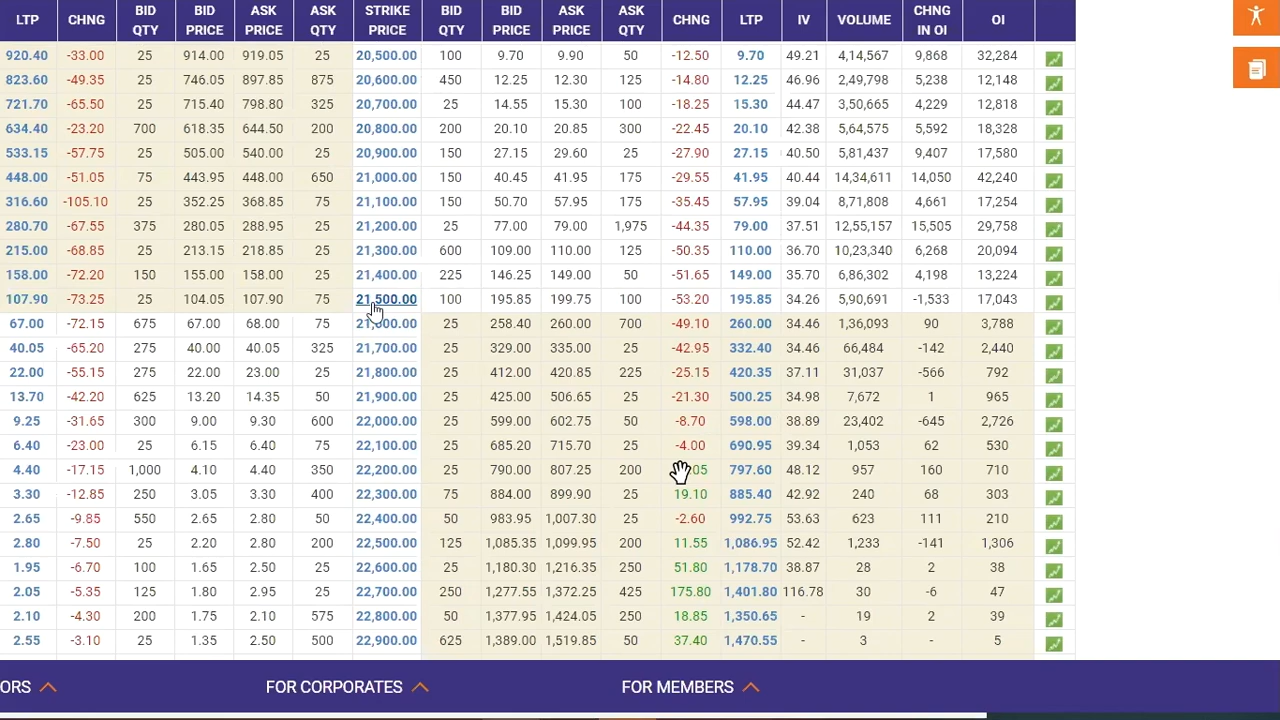 LTP CHNG BID QTY BID PRICE ASK PRICE ASK QTY STRIKE PRICE BID QTY BID PRICE ASK PRICE ASK QTY CHNG LTP IV VOLUME CHNG IN OI OI
920.40 -33.00 25 914.00 919.05 25 20,500.00 100 9.70 9.90 50 -12.50 9.70 49.21 4,14,567 9,868 32,284
823.60 -49.35 25 746.05 897.85 875 20,600.00 450 12.25 12.30 125 -14.80 12.25 46.96 2,49,798 5,238 12,148
721.70 -65.50 25 715.40 798.80 325 20,700.00 25 14.55 15.30 100 -18.25 15.30 44.47 3,50,665 4,229 12,818
634.40 -23.20 700 618.35 644.50 200 20,800.00 200 20.10 20.85 900 -22.45 20.10 42.38 5,64,575 5,592 18,328
533.15 -57.75 25 505.00 540.00 25 20,900.00 150 27.15 29.60 25 -27.90 27.15 40.50 5,81,437 9,407 17,580
448.00 -51.05 75 443.95 448.00 650 21,000.00 150 40.45 41.95 175 -29.55 41.95 40.44 14,34,611 14,050 42,240
316.60 -105.10 25 352.25 368.85 75 21,100.00 150 50.70 57.95 175 -35.45 57.95 39.04 8,71,808 4,661 17,254
280.70 -67.55 375 280.05 288.95 25 21,200.00 25 77.00 79.00 1,975 -44.35 79.00 37.51 12,55,157 15,505 29,758
215.00 -68.85 25 213.15 218.85 25 21,300.00 600 109.00 110.00 125 -50.35 110.00 36.70 10,23,340 6,268 20,094
158.00 -72.20 150 155.00 158.00 25 21,400.00 225 146.25 149.00 50 -51.65 149.00 35.70 6,86,302 4,198 13,224
107.90 -73.25 25 104.05 107.90 75 21,500.00 100 199.75 100 -53.20 195.85 34.26 5,90,691 -1,533 17,043
67.00 -72.15 675 67.00 68.00 75 25 258.40 260.00 700 -49.10 260.00 34.46 1,36,093 90 3,788
40.05 -65.20 275 40.00 40.05 325 21,700.00 25 329.00 335.00 25 -42.95 332.40 34.46 66,484 -142 2,440
22.00 -55.15 275 22.00 23.00 25 21,800.00 25 412.00 420.85 225 -25.15 420.35 37.11 31,037 -566 792
13.70 -42.20 625 13.20 14.35 50 21,900.00 25 420.00 506.65 25 -21.30 500.25 34.98 7,672 1 965
9.25 -31.65 300 9.00 9.30 600 22,000.00 25 602.75 50 -8.70 598.00 38.89 23,402 -645 2,726
6.40 -23.00 25 6.15 6.40 75 22,100.00 25 685.20 715.70 25 -4.00 690.95 39.34 1,053 62 530
4.40 -17.15 1,000 4.10 4.40 350 22,200.00 25 790.00 807.25 200 797.60 48.12 957 160 710
3.30 -12.85 250 3.05 3.30 400 22,300.00 75 884.00 899.90 25 19.10 885.40 42.92 240 68 303
2.65 -9.85 550 2.65 2.80 50 22,400.00 50 983.90 1,007.30 25 -2.60 992.75 53.63 623 111 210
2.80 -7.50 25 2.20 2.80 200 22,500.00 25 1,099.95 11.55 1,086.95 52.42 1,233 -141 1,306
1.95 -6.70 100 1.65 2.50 25 22,600.00 25 1,180.30 1,216.35 250 51.80 1,178.70 38.87 28 2 38
2.05 -5.35 125 1.80 2.95 25 22,700.00 250 1,372.25 250 175.80 1,401.80 116.78 30 -6 47
2.10 -4.30 200 1.75 2.15 575 22,800.00 50 1,424.05 18.85 1,350.65 - 19 2 39
2.55 -3.10 25 1.35 2.50 500 22,900.00 625 1,519.85 50 37.40 1,470.55 - 3 - 5
ORS FOR CORPORATES FOR MEMBERS